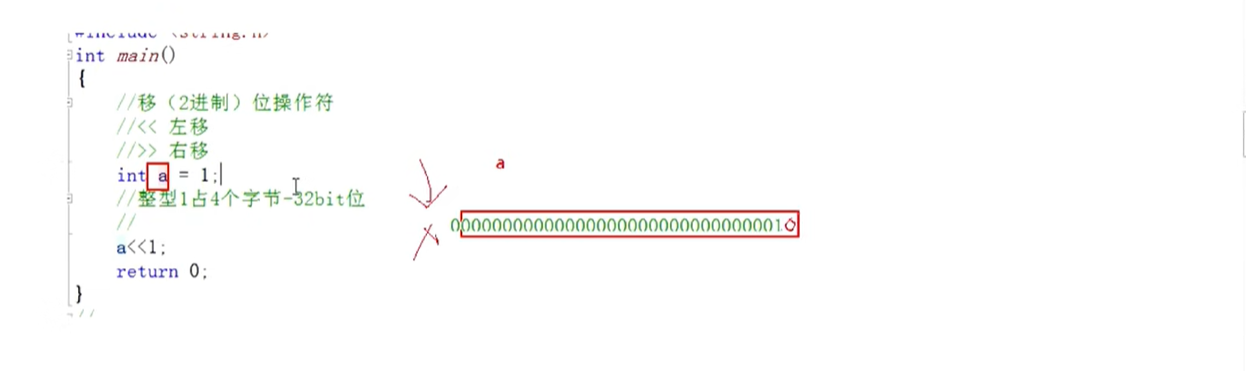 #include <string.h>
int main()
{
//移（2进制）位操作符
//<< 左移
//>> 右移
int a = 1;
a
//整型1占4个字节-32bit位
//
000000000000000000000000000000010
a<<1;
return 0;
}
//